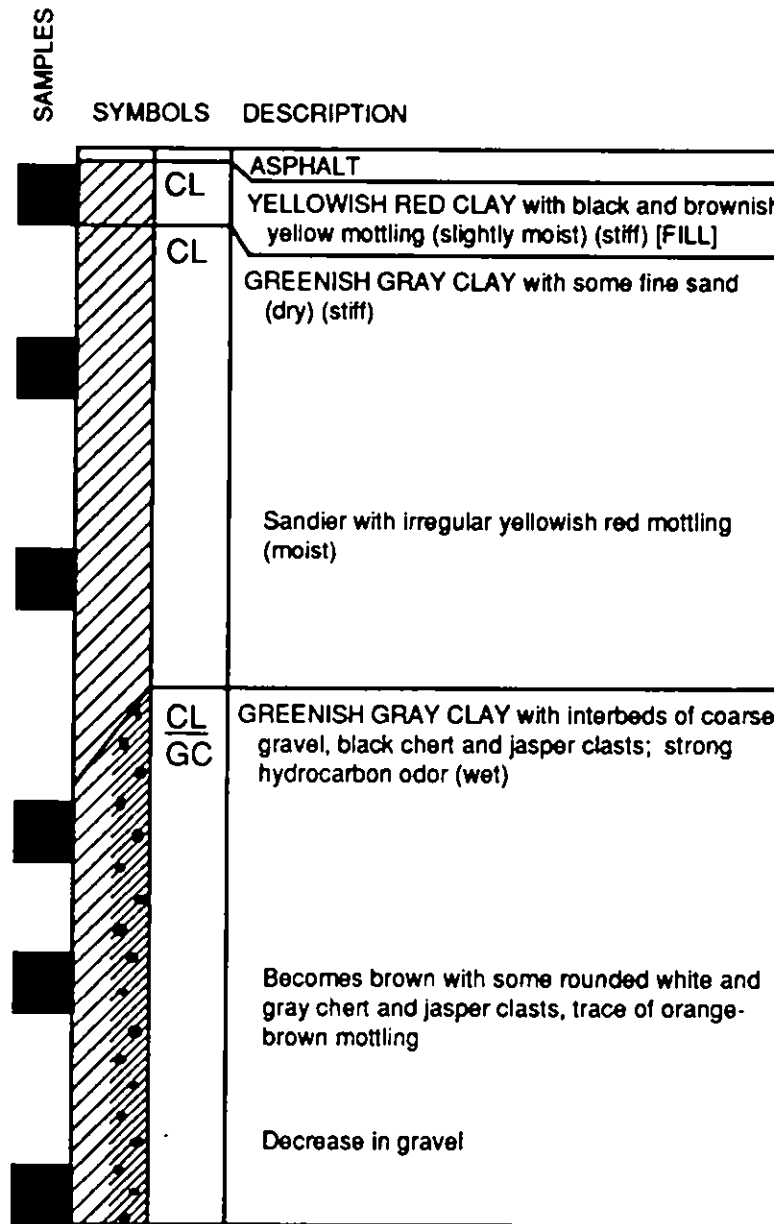 SAMPLES
SYMBOLS DESCRIPTION
ASPHALT
CL
YELLOWISH RED CLAY with black and brownish
yellow mottling (slightly moist) (stiff) [FILL]
CL
GREENISH GRAY CLAY with some fine sand
(dry) (stiff)
Sandier with irregular yellowish red mottling
(moist)
CL
GC
GREENISH GRAY CLAY with interbeds of coarse
gravel, black chert and jasper clasts; strong
hydrocarbon odor (wet)
Becomes brown with some rounded white and
gray chert and jasper clasts, trace of orange-
brown mottling
Decrease in gravel